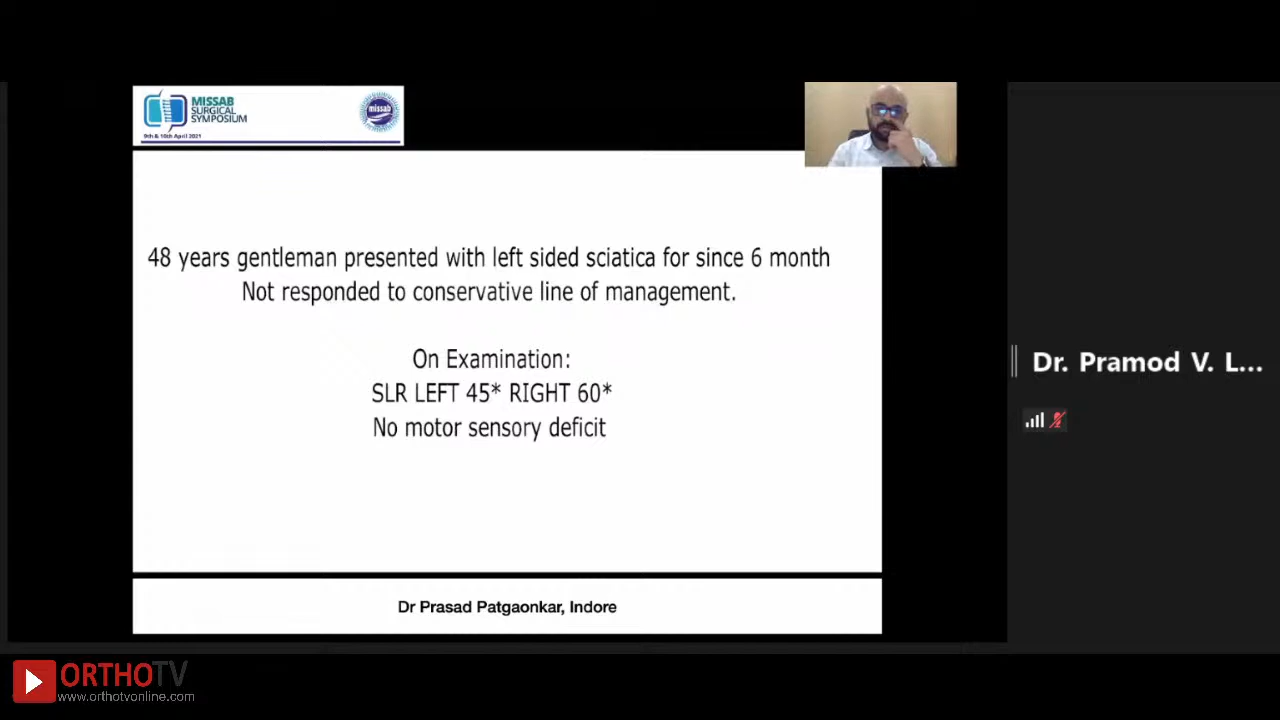 MISSAB
SURGICAL
SYMPOSIUM
9th & 10th April 2021
missab
48 years gentleman presented with left sided sciatica for since 6 month
Not responded to conservative line of management.
On Examination:
SLR LEFT 45* RIGHT 60*
No motor sensory deficit
Dr Prasad Patgaonkar, Indore
Dr. Pramod V. L...
ORTHOTV
www.orthotvonline.com